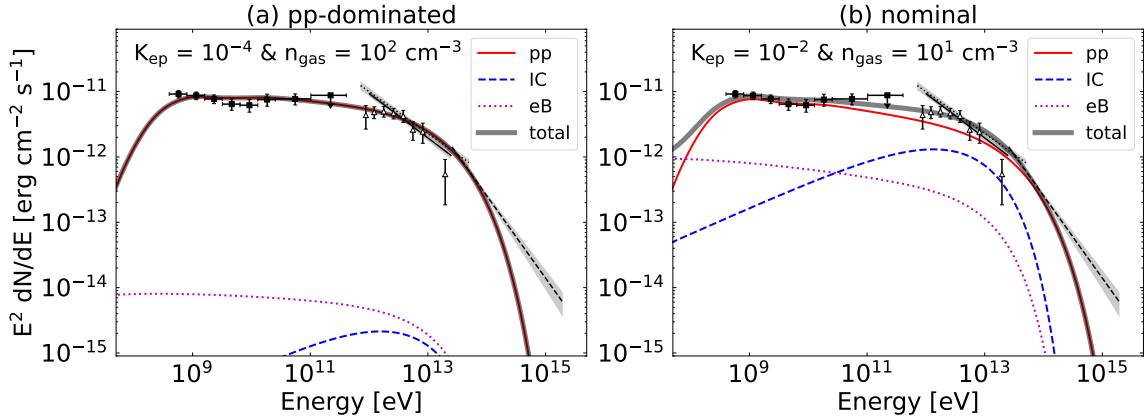 (a) pp-dominated
K_ep = 10^-4 & n_gas = 10^2 cm^-3
pp
IC
eB
total
E^2 dN/dE [erg cm^-2 s^-1]
10^-11
10^-12
10^-13
10^-14
10^-15
10^9
10^11
10^13
10^15
Energy [eV]
(b) nominal
K_ep = 10^-2 & n_gas = 10^1 cm^-3
pp
IC
eB
total
10^-11
10^-12
10^-13
10^-14
10^-15
10^9
10^11
10^13
10^15
Energy [eV]